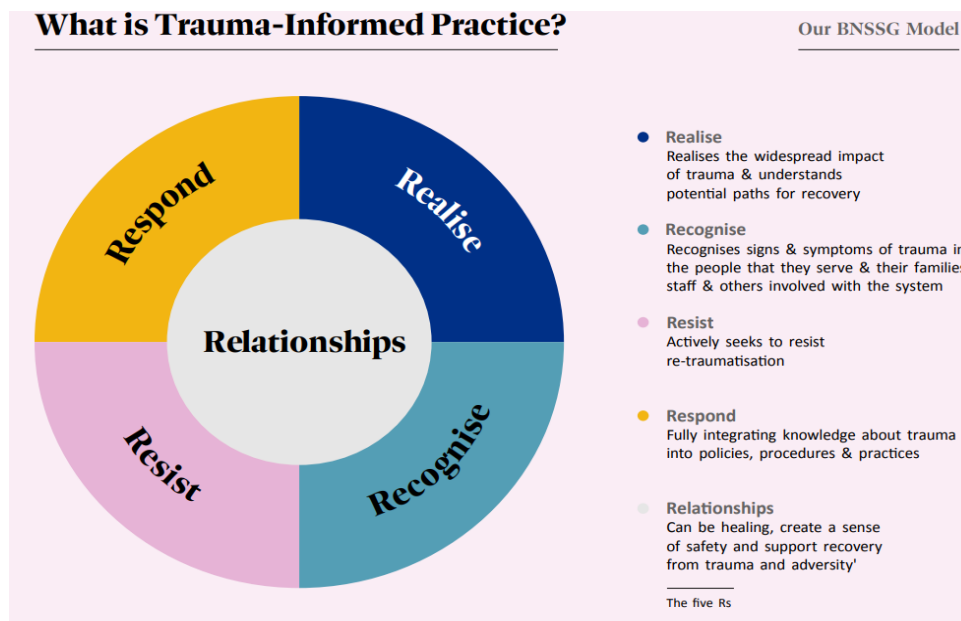 What is Trauma-Informed Practice?
Our BNSSG Model
Respond
Realise
Relationships
Resist
Recognise
Realise
Realises the widespread impact
of trauma & understands
potential paths for recovery
Recognise
Recognises signs & symptoms of trauma in
the people that they serve & their families
staff & others involved with the system
Resist
Actively seeks to resist
re-traumatisation
Respond
Fully integrating knowledge about trauma
into policies, procedures & practices
Relationships
Can be healing, create a sense
of safety and support recovery
from trauma and adversity'
The five Rs